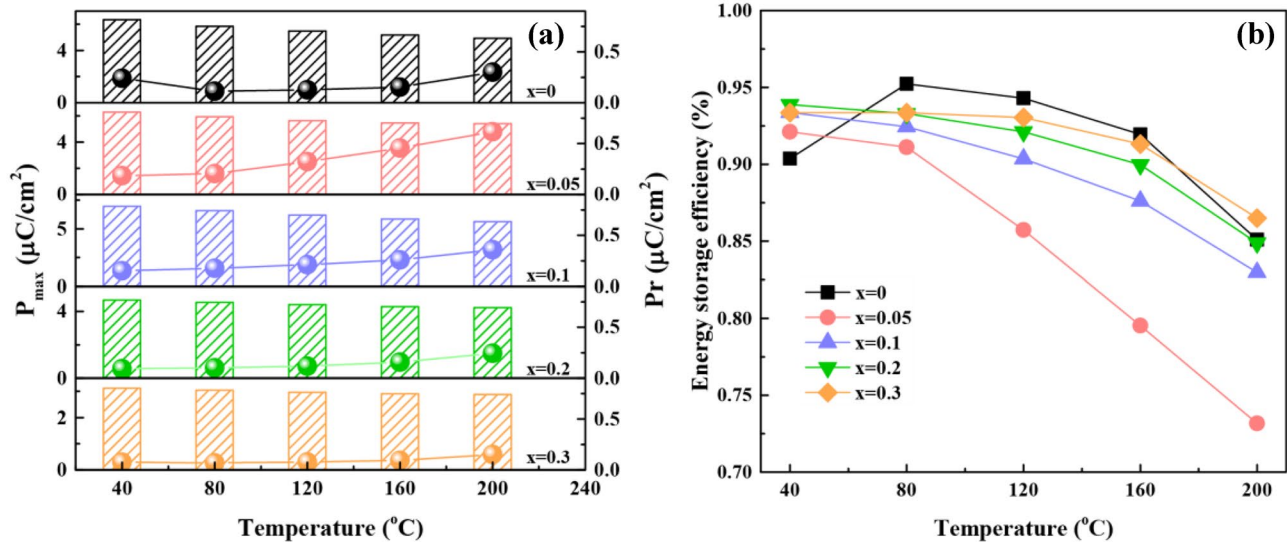 (a)
4
0
0.5
0.0
x=0
4
0
0.5
0.0
x=0.05
5
0
0.5
0.0
x=0.1
4
0
0.5
0.0
x=0.2
2
0
0.5
0.0
x=0.3
40 80 120 160 200 240
Temperature (°C)
Pmax (μC/cm²)
Pr (μC/cm²)
(b)
1.00
0.95
0.90
0.85
0.80
0.75
0.70
Energy storage efficiency (%)
x=0
x=0.05
x=0.1
x=0.2
x=0.3
40 80 120 160 200
Temperature (°C)